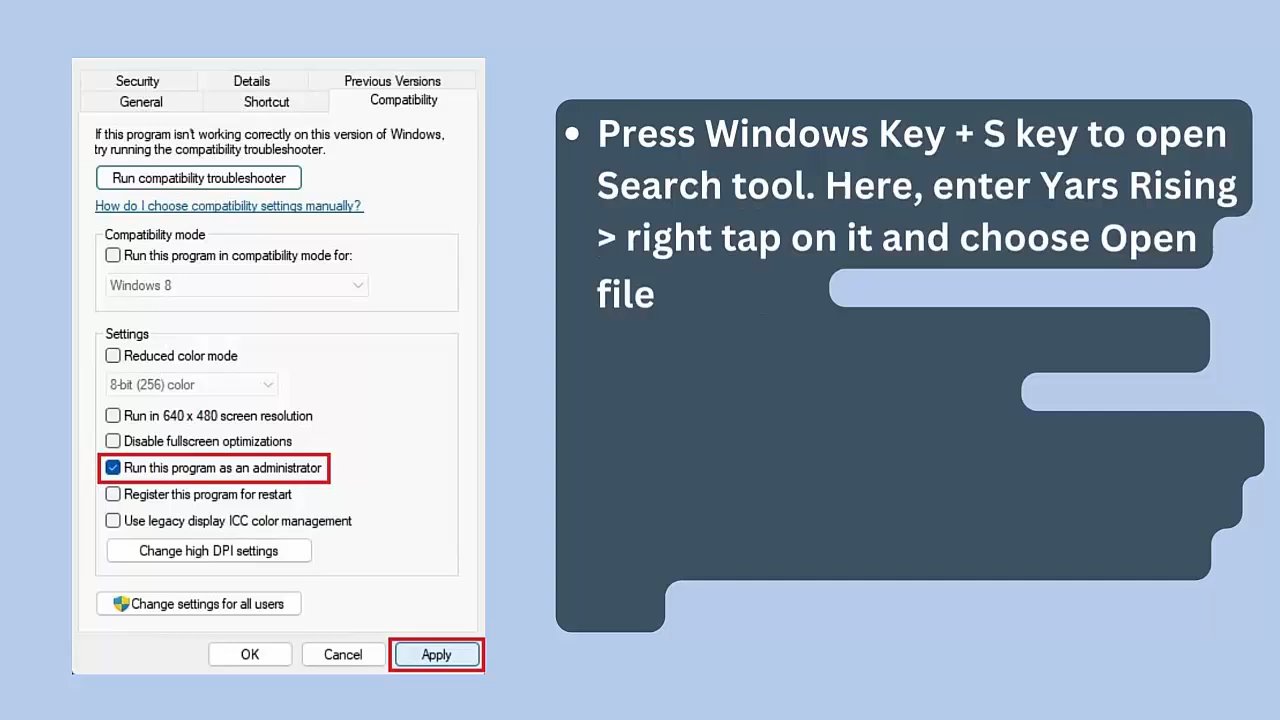 Security Details Previous Versions
General Shortcut Compatibility
If this program isn't working correctly on this version of Windows,
try running the compatibility troubleshooter.
Run compatibility troubleshooter
How do I choose compatibility settings manually?
Compatibility mode
Run this program in compatibility mode for:
Windows 8
Settings
Reduced color mode
8-bit (256) color
Run in 640 x 480 screen resolution
Disable fullscreen optimizations
Run this program as an administrator
Register this program for restart
Use legacy display ICC color management
Change high DPI settings
Change settings for all users
OK Cancel Apply
• Press Windows Key + S key to open
Search tool. Here, enter Yars Rising
> right tap on it and choose Open
file